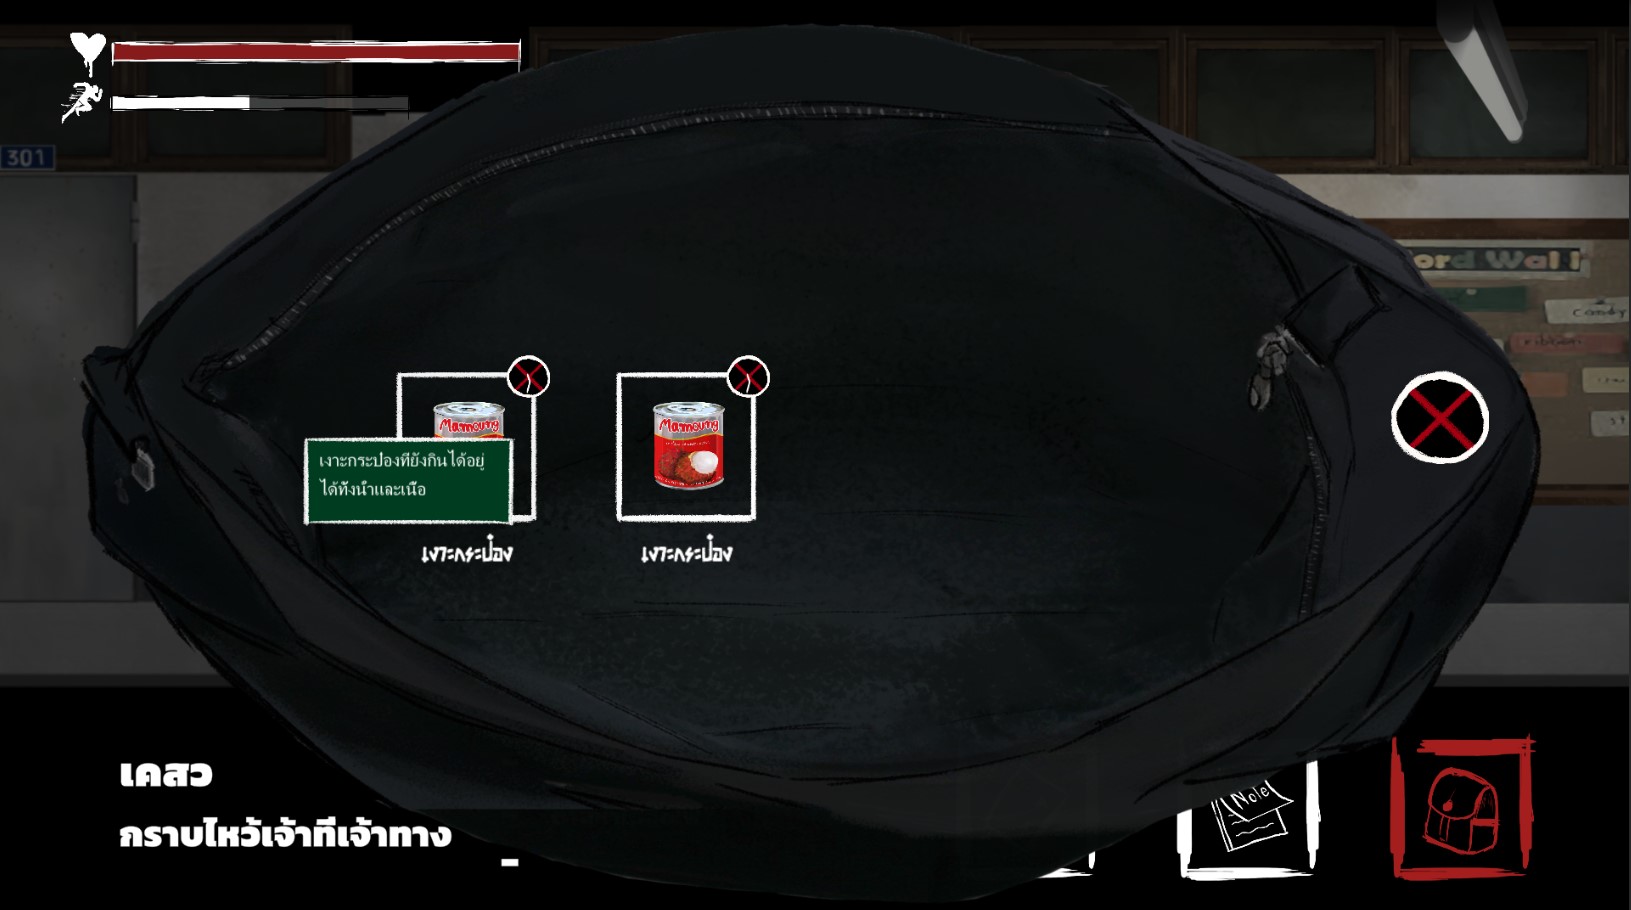 301
ord Wall
Candy
Mamoung
Mamoung
เงาะกระป๋องที่ยังกินได้อยู่
ได้ทั้งน้ำและเนื้อ
เงาะกระป๋อง
เงาะกระป๋อง
เควส
กราบไหว้เจ้าที่เจ้าทาง
Note